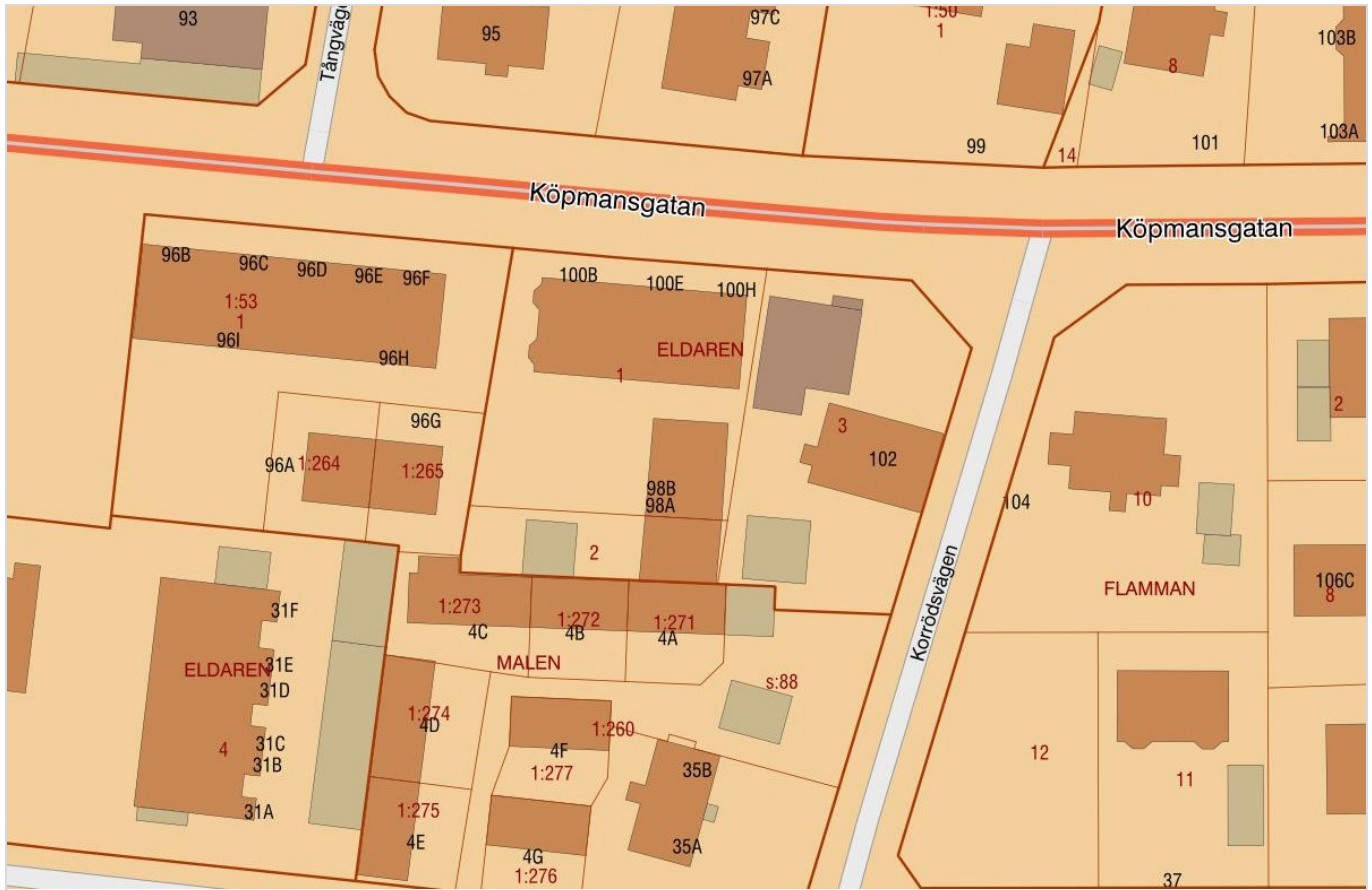 93
Tångväge
95
97C
97A
1:50
1
99
14
8
101
103B
103A
Köpmansgatan
Köpmansgatan
96B
96C
96D
96E
96F
1:53
1
96I
96H
100B
100E
100H
ELDAREN
1
3
102
96G
96A
1:264
1:265
98B
98A
2
104
10
2
FLAMMAN
106C
8
Korrödsvägen
31F
31E
ELDAREN
31D
31C
4
31B
31A
1:273
4C
1:272
4B
1:271
4A
MALEN
s:88
1:274
4D
1:260
4F
1:277
35B
1:275
4E
4G
1:276
35A
12
11
37